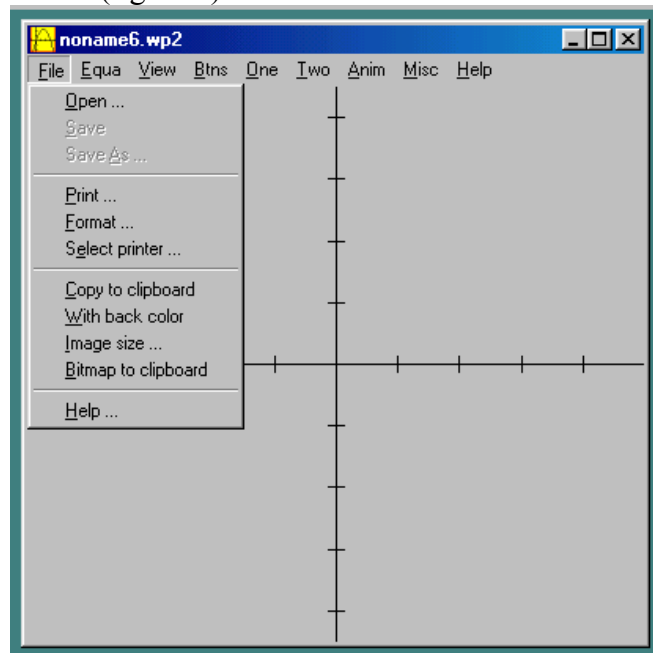 noname6.wp2
File Equa View Btns One Two Anim Misc Help
Open ...
Save
Save As ...
Print ...
Format ...
Select printer ...
Copy to clipboard
With back color
Image size ...
Bitmap to clipboard
Help ...